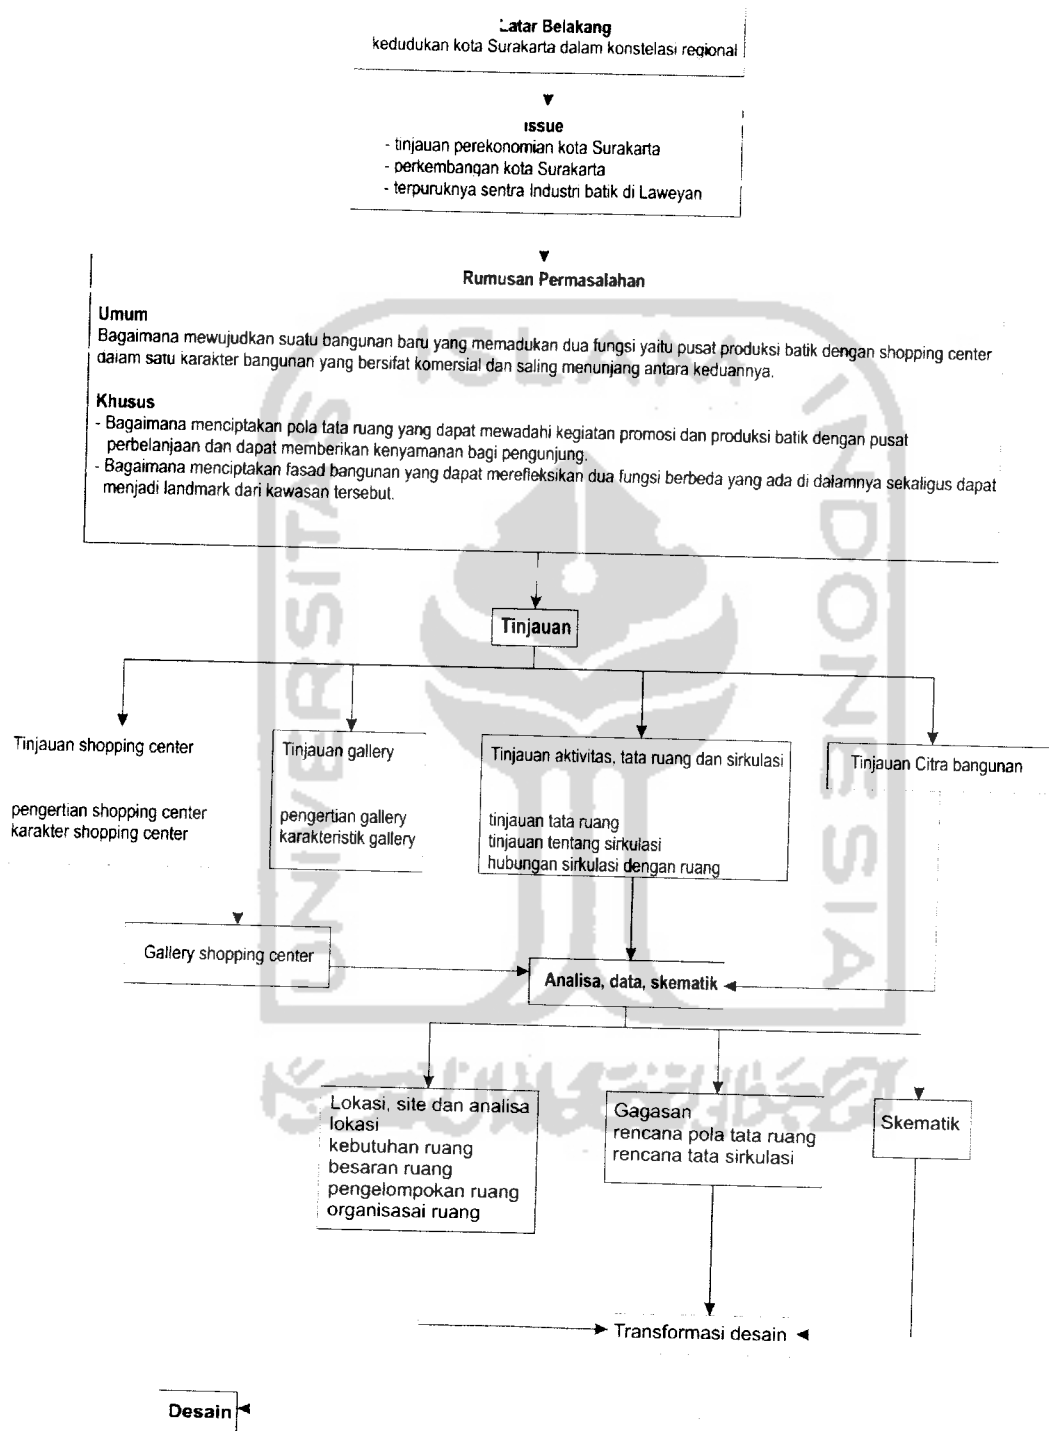 Latar Belakang
kedudukan kota Surakarta dalam konstelasi regional
Issue
- tinjauan perekonomian kota Surakarta
- perkembangan kota Surakarta
- terpuruknya sentra Industri batik di Laweyan
Rumusan Permasalahan
Umum
Bagaimana mewujudkan suatu bangunan baru yang memadukan dua fungsi yaitu pusat produksi batik dengan shopping center
dalam satu karakter bangunan yang bersifat komersial dan saling menunjang antara keduannya.
Khusus
- Bagaimana menciptakan pola tata ruang yang dapat mewadahi kegiatan promosi dan produksi batik dengan pusat
perbelanjaan dan dapat memberikan kenyamanan bagi pengunjung.
- Bagaimana menciptakan fasad bangunan yang dapat merefleksikan dua fungsi berbeda yang ada di dalamnya sekaligus dapat
menjadi landmark dari kawasan tersebut.
Tinjauan
Tinjauan shopping center
pengertian shopping center
karakter shopping center
Tinjauan gallery
pengertian gallery
karakteristik gallery
Tinjauan aktivitas, tata ruang dan sirkulasi
tinjauan tata ruang
tinjauan tentang sirkulasi
hubungan sirkulasi dengan ruang
Tinjauan Citra bangunan
Gallery shopping center
Analisa, data, skematik
Lokasi, site dan analisa
lokasi
kebutuhan ruang
besaran ruang
pengelompokan ruang
organisasai ruang
Gagasan
rencana pola tata ruang
rencana tata sirkulasi
Skematik
Transformasi desain
Desain
UNIVERSITAS
ISLAM
INDONESIA